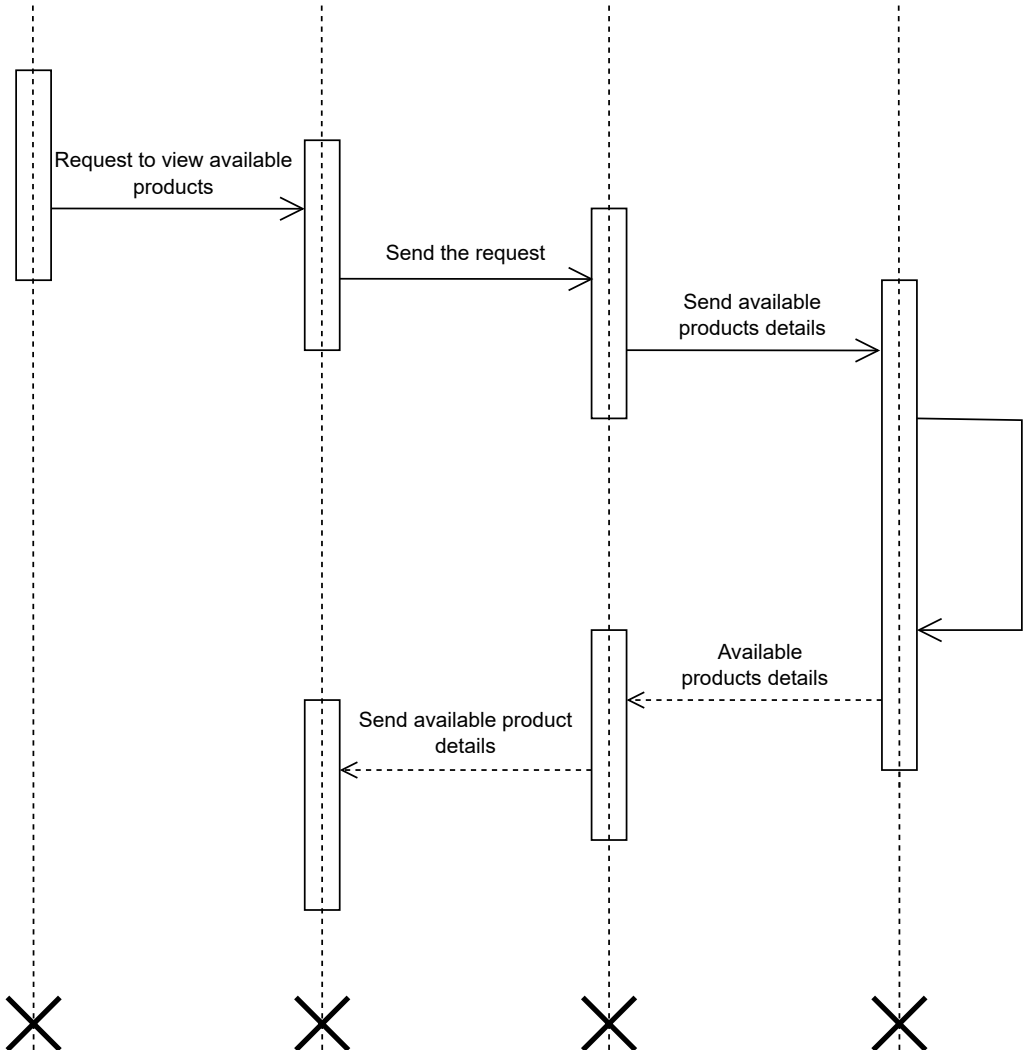 Request to view available
products
Send the request
Send available
products details
Available
products details
Send available product
details